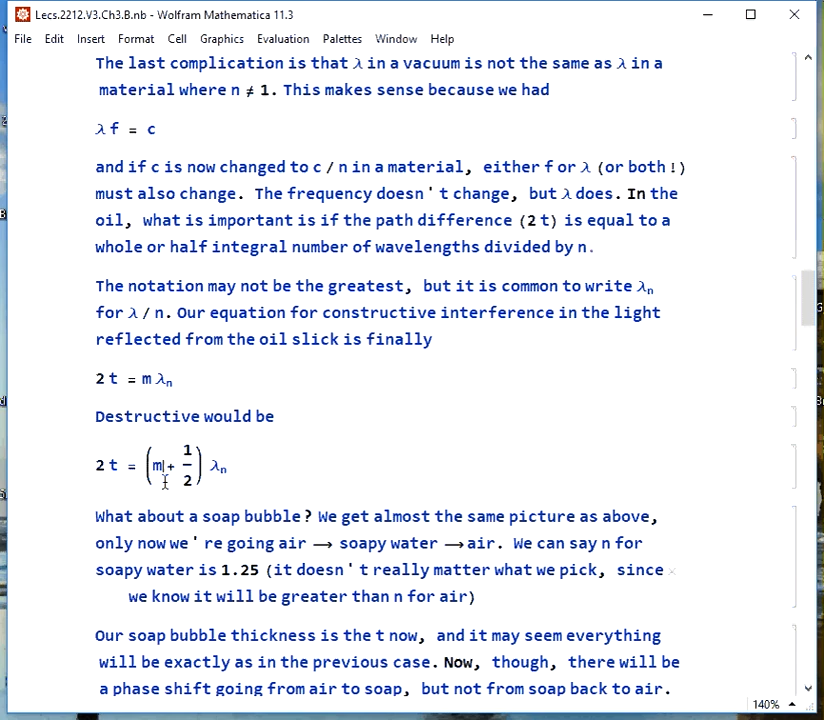 Lecs.2212.V3.Ch3.B.nb - Wolfram Mathematica 11.3
File Edit Insert Format Cell Graphics Evaluation Palettes Window Help
The last complication is that λ in a vacuum is not the same as λ in a
material where n ≠ 1. This makes sense because we had
λ f = c
and if c is now changed to c / n in a material, either f or λ (or both !)
must also change. The frequency doesn ' t change, but λ does. In the
oil, what is important is if the path difference (2 t) is equal to a
whole or half integral number of wavelengths divided by n.
The notation may not be the greatest, but it is common to write λn
for λ / n. Our equation for constructive interference in the light
reflected from the oil slick is finally
2 t = m λn
Destructive would be
2 t = (m + 1/2) λn
What about a soap bubble ? We get almost the same picture as above,
only now we ' re going air → soapy water → air. We can say n for
soapy water is 1.25 (it doesn ' t really matter what we pick, since
we know it will be greater than n for air)
Our soap bubble thickness is the t now, and it may seem everything
will be exactly as in the previous case. Now, though, there will be
a phase shift going from air to soap, but not from soap back to air.
140%